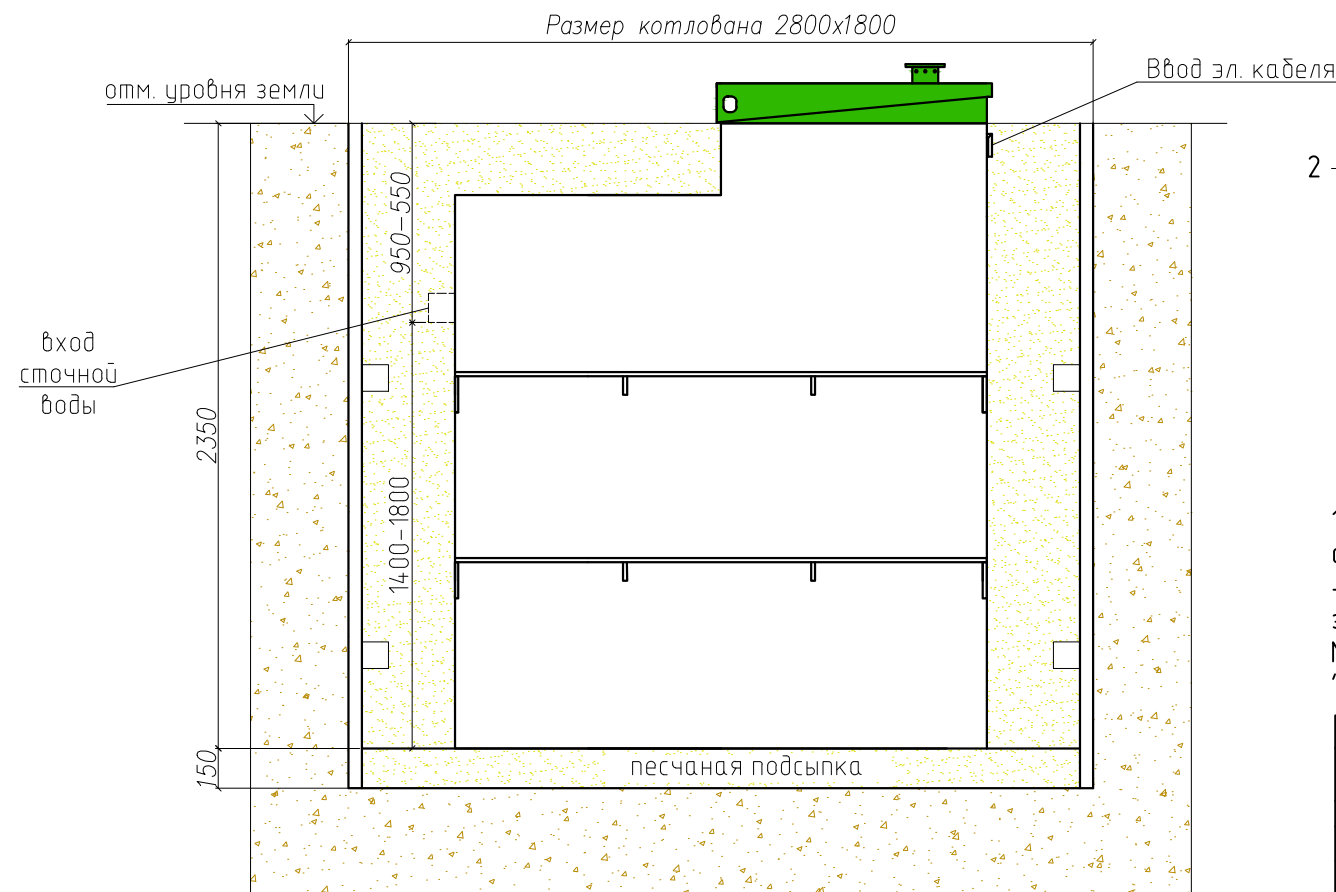 Размер котлована 2800х1800
Ввод эл. кабеля
отм. уровня земли
2
950-550
вход
сточной
воды
2350
1400-1800
150
песчаная подсыпка